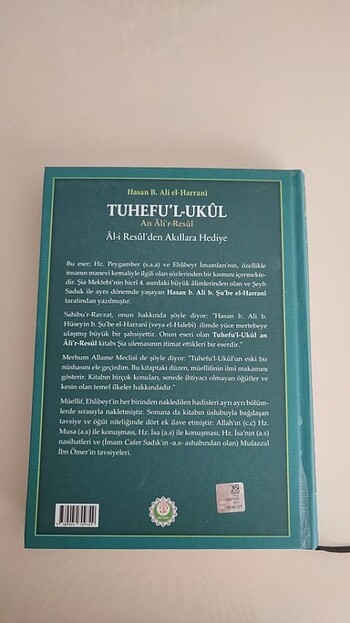 Hasan B. Ali el-Harranî
TUHEFU'L-UKÛL
An Âli'r-Resûl
Âl-i Resûl'den Akıllara Hediye
Bu eser; Hz. Peygamber (s.a.a) ve Ehlibeyt İmamları'nın, özellikle
insanın manevî kemaliyle ilgili olan sözlerinden bir kısmını içermekte-
dir. Şia Mektebi'nin hicrî 4. asırdaki büyük âlimlerinden olan ve Şeyh
Saduk ile aynı dönemde yaşayan Hasan b. Ali b. Şu'be el-Harranî
tarafından yazılmıştır.
Sahibu'r-Ravzat, onun hakkında şöyle diyor: "Hasan b. Ali b.
Hüseyin b. Şu'be el-Harranî (veya el-Halebî) ilimde yüce mertebeye
ulaşmış büyük bir şahsiyettir. Onun eseri olan Tuhefu'l-Ukûl an
Âli'r-Resûl kitabı Şia ulemasının itimat ettikleri bir eserdir."
Merhum Allame Meclisî de şöyle diyor: "Tuhefu'l-Ukûl'un eski bir
nüshasını ele geçirdim. Bu kitaptaki düzen, müellifinin ilmî makamını
gösterir. Kitabın birçok konuları, senede ihtiyacı olmayan öğütler ve
kesin olan temel ilkeler hakkındadır."
Müellif, Ehlibeyt'in her birinden nakledilen hadisleri ayrı ayrı bölüm-
lerde sırasıyla nakletmiştir. Sonuna da kitabın üslubuyla bağdaşan
tavsiye ve öğüt niteliğinde dört ek ilave etmiştir: Allah'ın (c.c) Hz.
Musa (a.s) ile konuşması, Hz. İsa (a.s) ile konuşması, Hz. İsa'nın (a.s)
nasihatleri ve (İmam Cafer Sadık'ın -a.s- ashabından olan) Mufazzal
İbn Ömer'in tavsiyeleri.